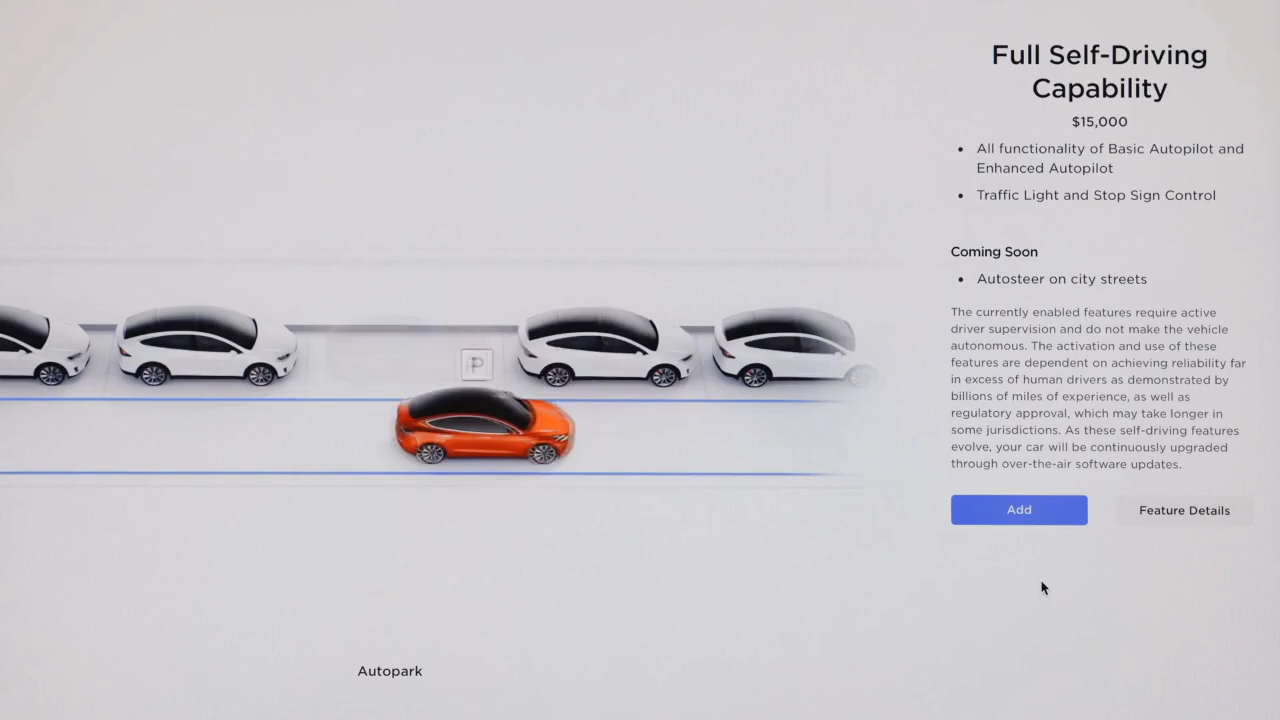 Full Self-Driving
Capability
$15,000
• All functionality of Basic Autopilot and
Enhanced Autopilot
• Traffic Light and Stop Sign Control
Coming Soon
• Autosteer on city streets
The currently enabled features require active
driver supervision and do not make the vehicle
autonomous. The activation and use of these
features are dependent on achieving reliability far
in excess of human drivers as demonstrated by
billions of miles of experience, as well as
regulatory approval, which may take longer in
some jurisdictions. As these self-driving features
evolve, your car will be continuously upgraded
through over-the-air software updates.
Add
Feature Details
P
Autopark